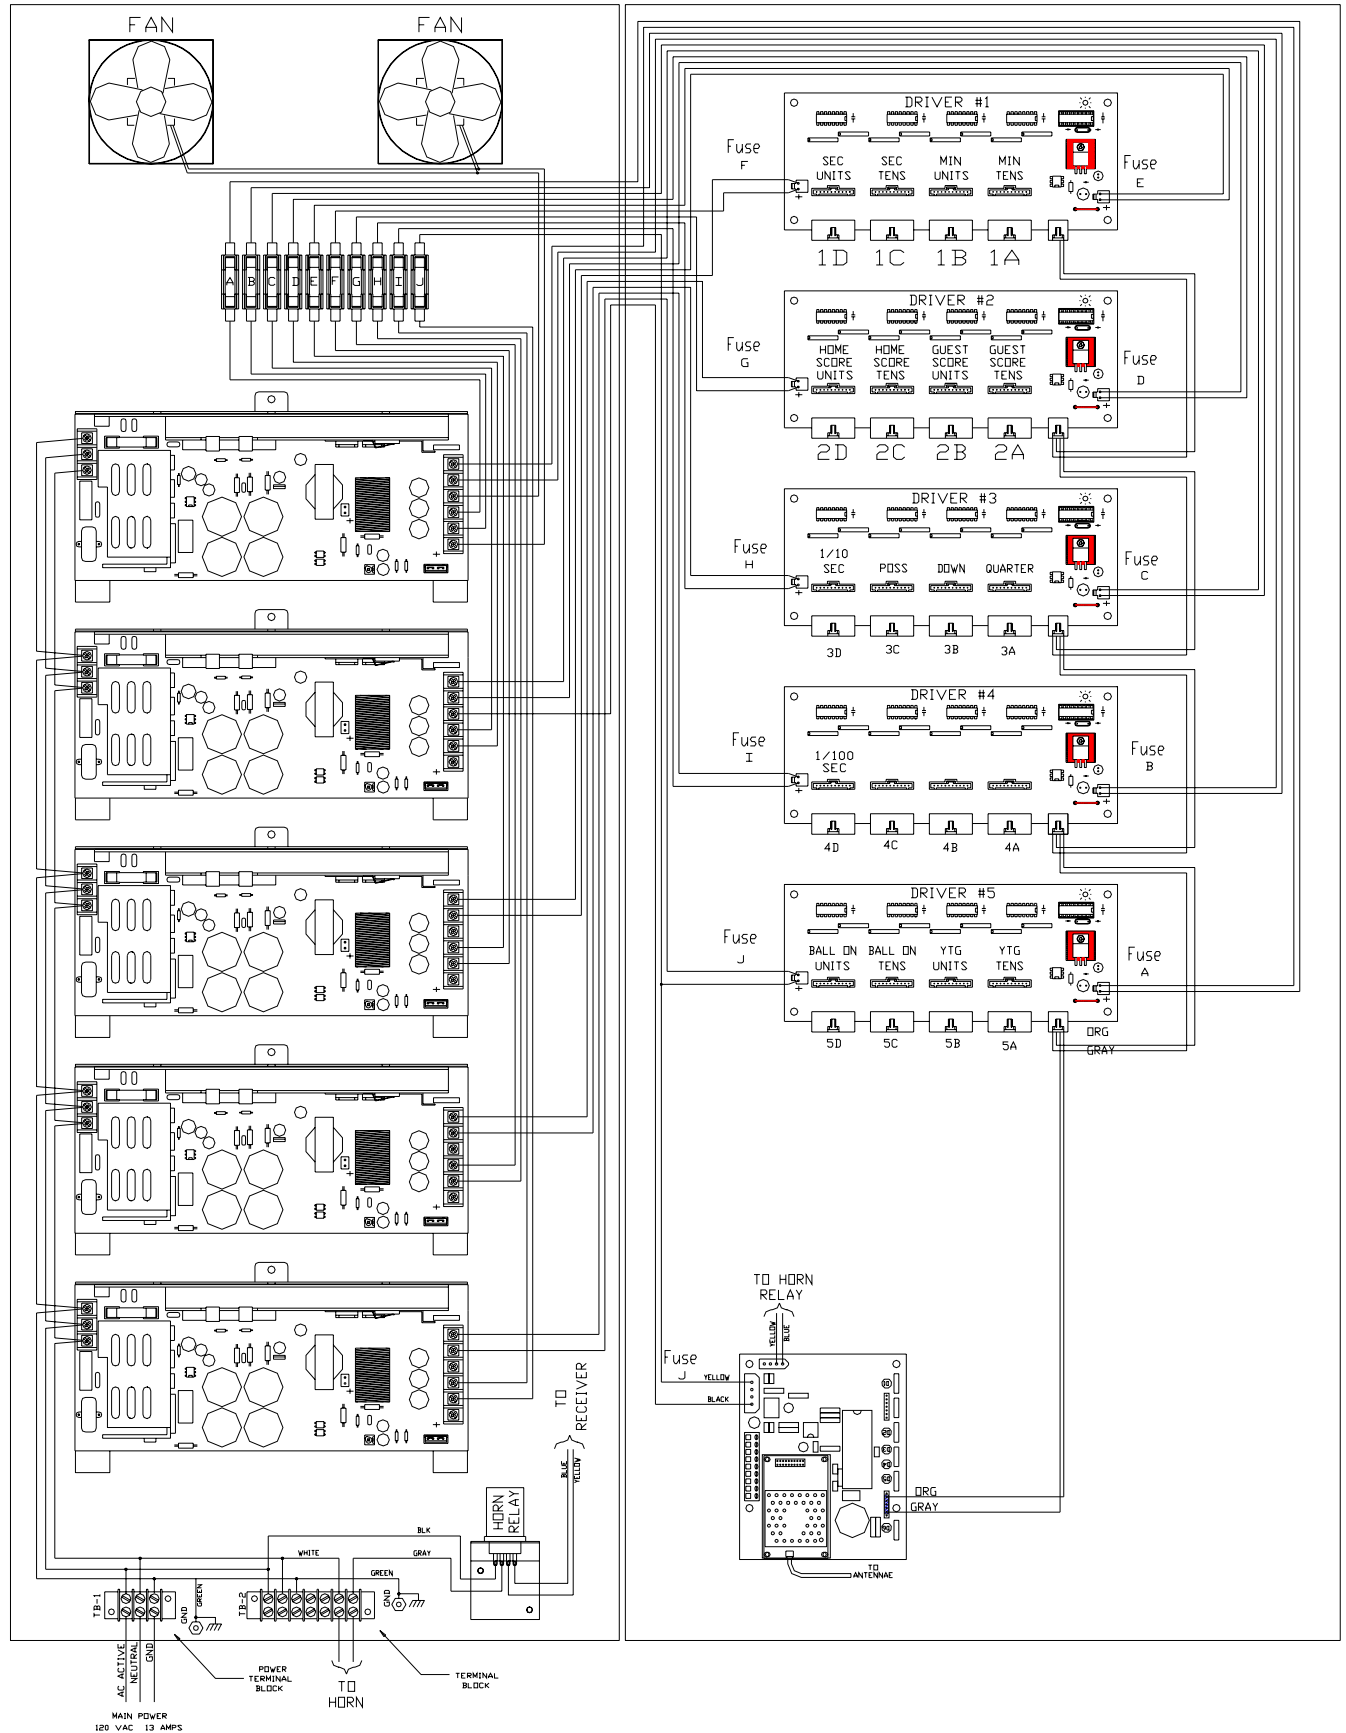 FAN
FAN
A
B
C
D
E
F
G
H
I
J
DRIVER #1
Fuse
F
SEC
UNITS
SEC
TENS
MIN
UNITS
MIN
TENS
Fuse
E
1D
1C
1B
1A
DRIVER #2
Fuse
G
HOME
SCORE
UNITS
HOME
SCORE
TENS
GUEST
SCORE
UNITS
GUEST
SCORE
TENS
Fuse
D
2D
2C
2B
2A
DRIVER #3
Fuse
H
1/10
SEC
POSS
DOWN
QUARTER
Fuse
C
3D
3C
3B
3A
DRIVER #4
Fuse
I
1/100
SEC
Fuse
B
4D
4C
4B
4A
DRIVER #5
Fuse
J
BALL ON
UNITS
BALL ON
TENS
YTG
UNITS
YTG
TENS
Fuse
A
5D
5C
5B
5A
ORG
GRAY
TO HORN
RELAY
YELLOW
BLUE
Fuse
J
YELLOW
BLACK
ORG
GRAY
TO
ANTENNAE
TO
RECEIVER
BLUE
YELLOW
HORN
RELAY
BLK
WHITE
GRAY
GREEN
TB-1
GND
GREEN
TB-2
GND
AC ACTIVE
NEUTRAL
GND
POWER
TERMINAL
BLOCK
TO
HORN
TERMINAL
BLOCK
MAIN POWER
120 VAC 13 AMPS